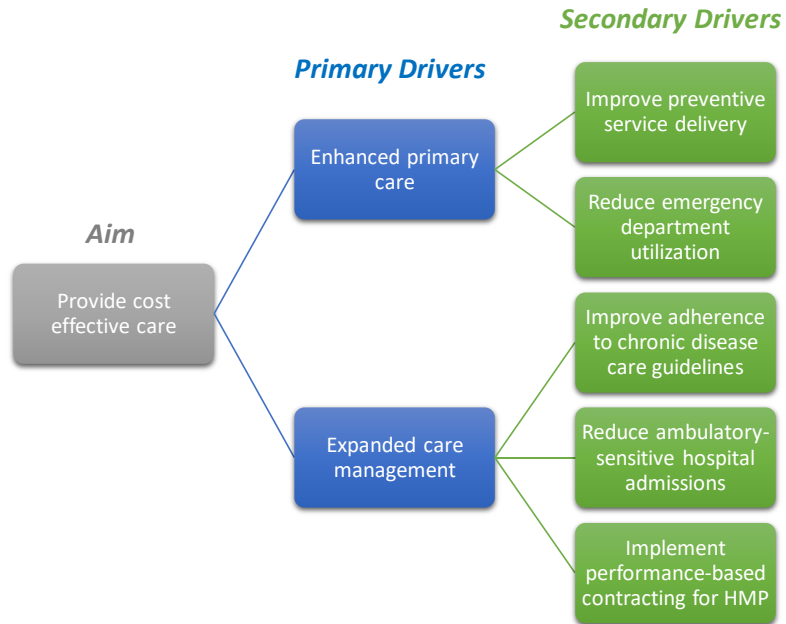 Secondary Drivers
Primary Drivers
Improve preventive
service delivery
Enhanced primary
care
Reduce emergency
department
utilization
Aim
Provide cost
effective care
Improve adherence
to chronic disease
care guidelines
Expanded care
management
Reduce ambulatory-
sensitive hospital
admissions
Implement
performance-based
contracting for HMP